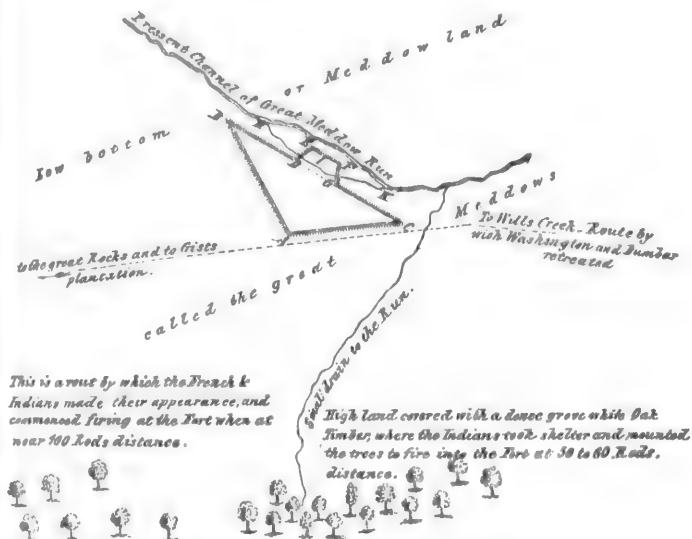 Present Channel of Great Meddow Run
low bottom or Meddow land
B
K
D
E
F
G
K
A
C
to the great Rocks and to Gists
plantation.
To Wills Creek - Route by
wich Washington and Dunbar
retreated
called the great Meddows
Small drain to the Run.
This is a rout by which the French &
Indians made their appearance, and
commenced firing at the Fort when at
near 100 Rods distance.
High land covered with a dence grove while Oak
Timber, where the Indians took shelter and mounted
the trees to fire into the Fort at 50 to 60 Rods.
distance.